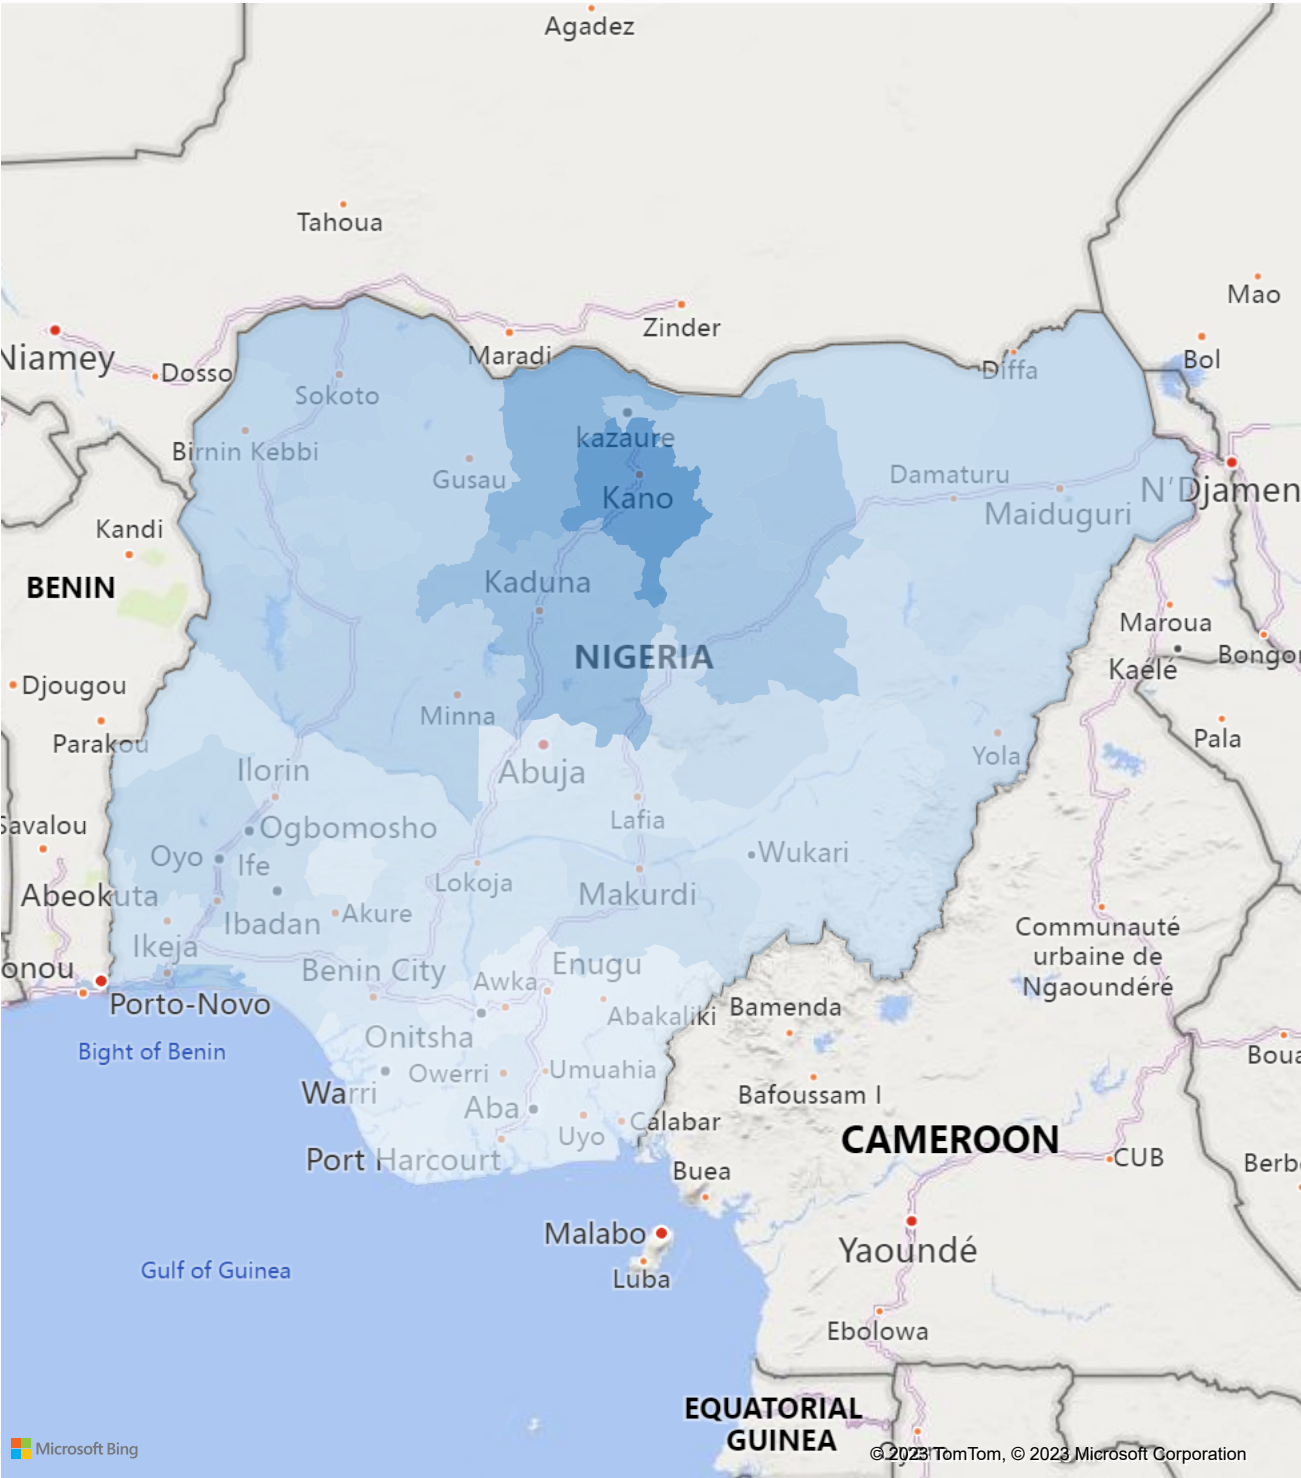 Agadez
Tahoua
Mao
Zinder
Niamey
Maradi
Bol
Dosso
Diffa
Sokoto
kazaure
Birnin Kebbi
Gusau
Damaturu
Kano
N'Djamen
Maiduguri
Kandi
Kaduna
BENIN
Maroua
NIGERIA
Bongor
Kaélé
Djougou
Minna
Parakou
Pala
Yola
Ilorin
Abuja
Savalou
Ogbomosho
Lafia
Oyo
Ife
Wukari
Lokoja
Makurdi
Abeokuta
Ibadan
Akure
Communauté
urbaine de
Ngaoundéré
Ikeja
onou
Benin City
Enugu
Awka
Porto-Novo
Bamenda
Abakaliki
Onitsha
Bight of Benin
Boua
Owerri
Umuahia
Warri
Bafoussam I
Aba
Calabar
Uyo
CAMEROON
Port Harcourt
CUB
Buea
Berb
Malabo
Yaoundé
Gulf of Guinea
Luba
Ebolowa
EQUATORIAL
GUINEA
Microsoft Bing
© 2023 TomTom, © 2023 Microsoft Corporation